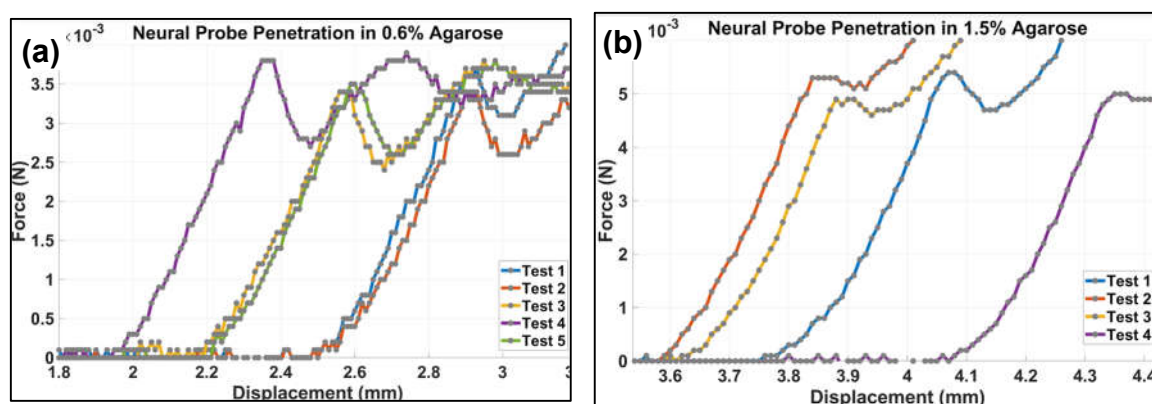 (a)
×10⁻³ Neural Probe Penetration in 0.6% Agarose
Force (N)
3.5
3
2.5
2
1.5
1
0.5
0
1.8 2 2.2 2.4 2.6 2.8 3
Displacement (mm)
Test 1
Test 2
Test 3
Test 4
Test 5
(b)
×10⁻³ Neural Probe Penetration in 1.5% Agarose
Force (N)
5
4
3
2
1
0
3.6 3.7 3.8 3.9 4 4.1 4.2 4.3 4.4
Displacement (mm)
Test 1
Test 2
Test 3
Test 4